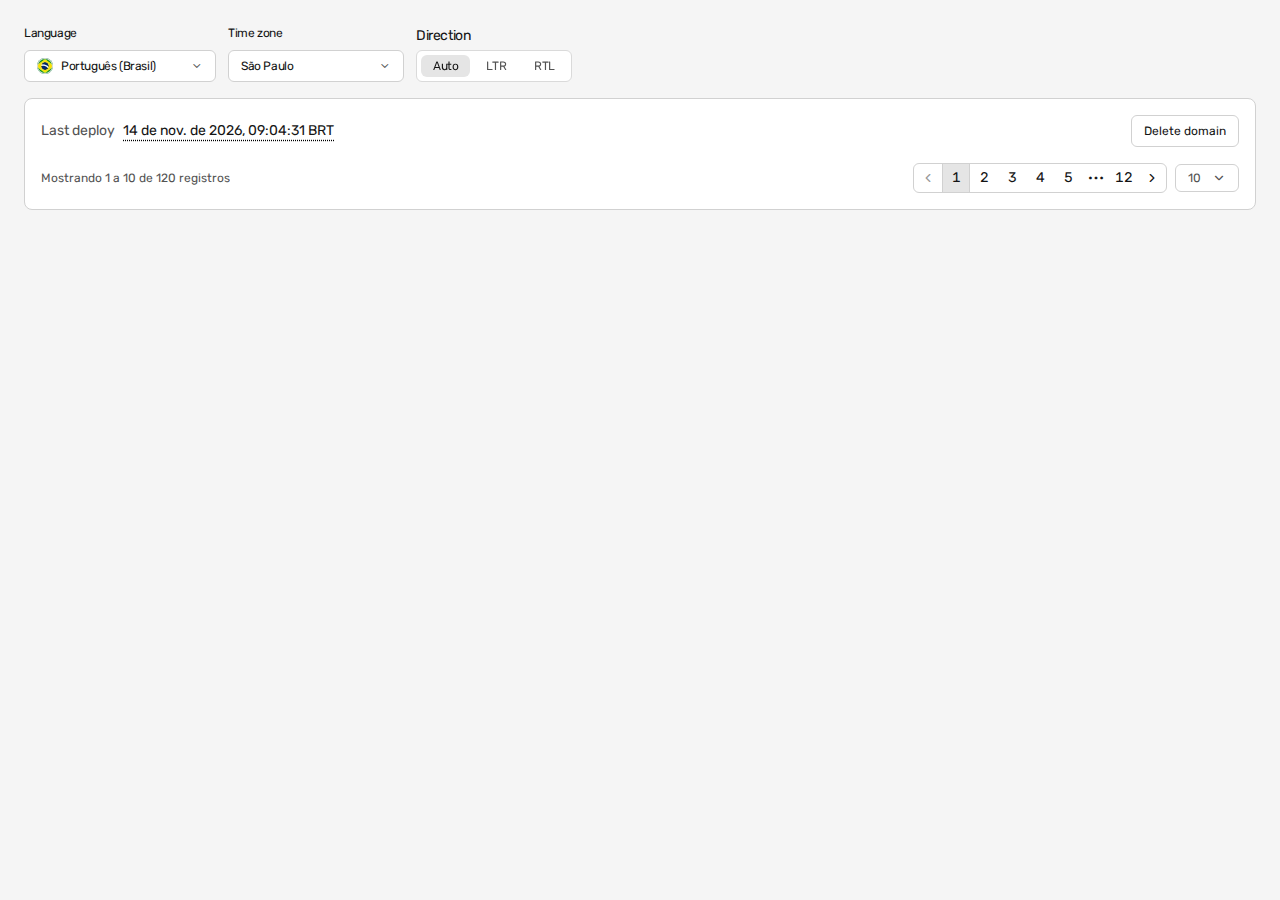 Language
Time zone
Direction
Português (Brasil)
São Paulo
Auto
LTR
RTL
Last deploy 14 de nov. de 2026, 09:04:31 BRT
Delete domain
Mostrando 1 a 10 de 120 registros
1 2 3 4 5 ••• 12
10